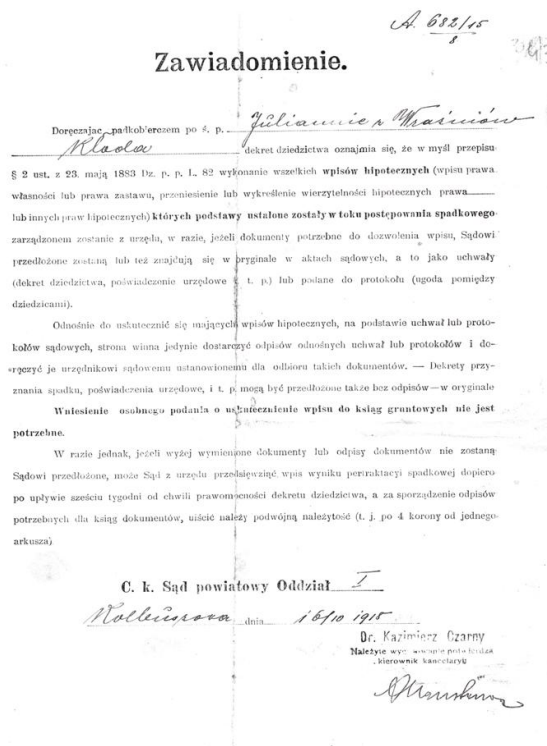 A. 682/15
8
Zawiadomienie.
Doręczając spadkobiercom po ś. p. Juliannie z Wraśniów
Kłoda dekret dziedzictwa oznajmia się, że w myśl przepisu
§ 2 ust. z 23. maja 1883 Dz. p. p. L. 82 wykonanie wszelkich wpisów hipotecznych (wpisu prawa
własności lub prawa zastawu, przeniesienie lub wykreślenie wierzytelności hipotecznych prawa
lub innych praw hipotecznych) których podstawy ustalone zostały w toku postępowania spadkowego
zarządzonem zostanie z urzędu, w razie, jeżeli dokumenty potrzebne do dozwolenia wpisu, Sądowi
przedłożone zostaną lub też znajdują się w oryginale w aktach sądowych, a to jako uchwały
(dekret dziedzictwa, poświadczenie urzędowe i t. p.) lub podane do protokołu (ugoda pomiędzy
dziedzicami).
Odnośnie do uskutecznić się mających wpisów hipotecznych, na podstawie uchwał lub proto-
kołów sądowych, strona winna jedynie dostarczyć odpisów odnośnych uchwał lub protokołów i do-
ręczyć je urzędnikowi sądowemu ustanowionemu dla odbioru takich dokumentów. — Dekrety przy-
znania spadku, poświadczenia urzędowe, i t. p. mogą być przedłożone także bez odpisów — w oryginale
Wniesienie osobnego podania o uskutecznienie wpisu do ksiąg gruntowych nie jest
potrzebne.
W razie jednak, jeżeli wyżej wymienione dokumenty lub odpisy dokumentów nie zostaną
Sądowi przedłożone, może Sąd z urzędu przedsięwziąć wpis wyniku pertraktacyi spadkowej dopiero
po upływie sześciu tygodni od chwili prawomocności dekretu dziedzictwa, a za sporządzenie odpisów
potrzebnych dla ksiąg dokumentów, uiścić należy podwójną należytość (t. j. po 4 korony od jednego
arkusza)
C. k. Sąd powiatowy Oddział I
Kolbuszowa dnia 16/10 1915
Dr. Kazimierz Czarny
Należyte wygotowanie potwierdza
kierownik kancelaryi